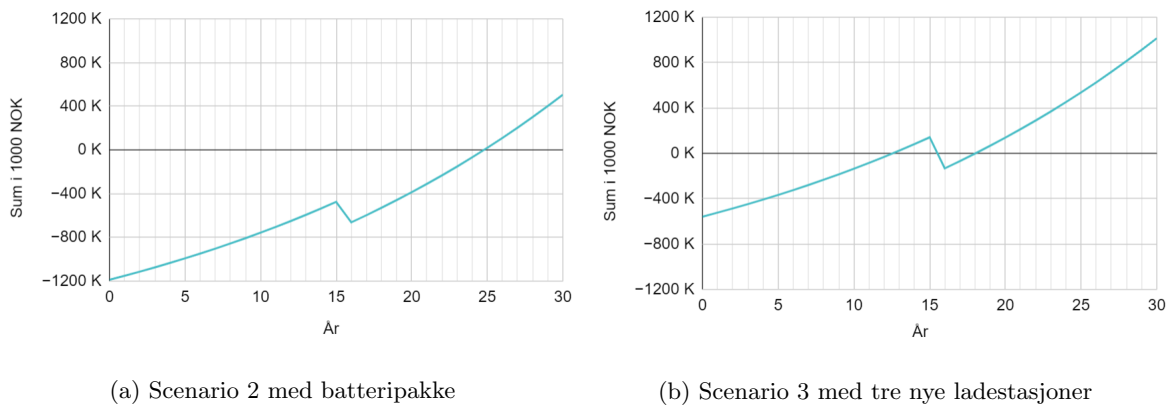 1200 K
800 K
400 K
0 K
−400 K
−800 K
−1200 K
Sum i 1000 NOK
0 5 10 15 20 25 30
År
(a) Scenario 2 med batteripakke
1200 K
800 K
400 K
0 K
−400 K
−800 K
−1200 K
Sum i 1000 NOK
0 5 10 15 20 25 30
År
(b) Scenario 3 med tre nye ladestasjoner